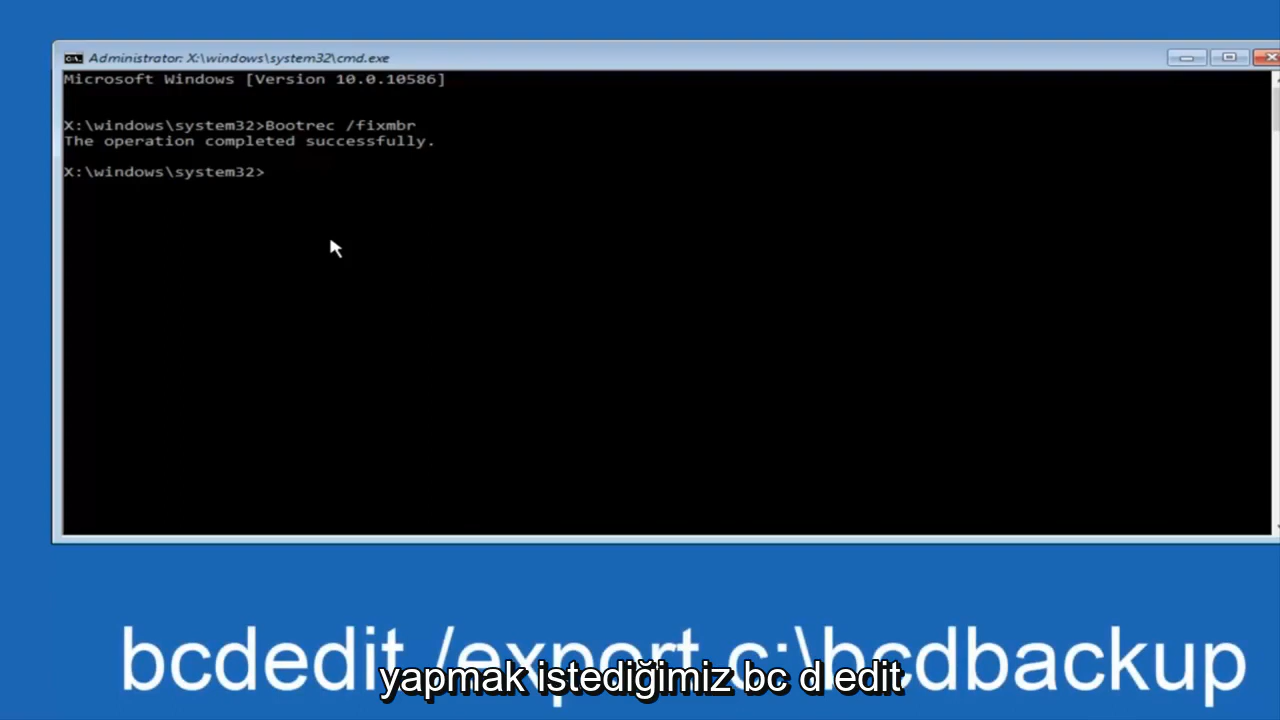 Administrator: X:\windows\system32\cmd.exe
Microsoft Windows [Version 10.0.10586]
X:\windows\system32>Bootrec /fixmbr
The operation completed successfully.
X:\windows\system32>
bcdedit /export c:\bcdbackup
yapmak istediğimiz bc d edit